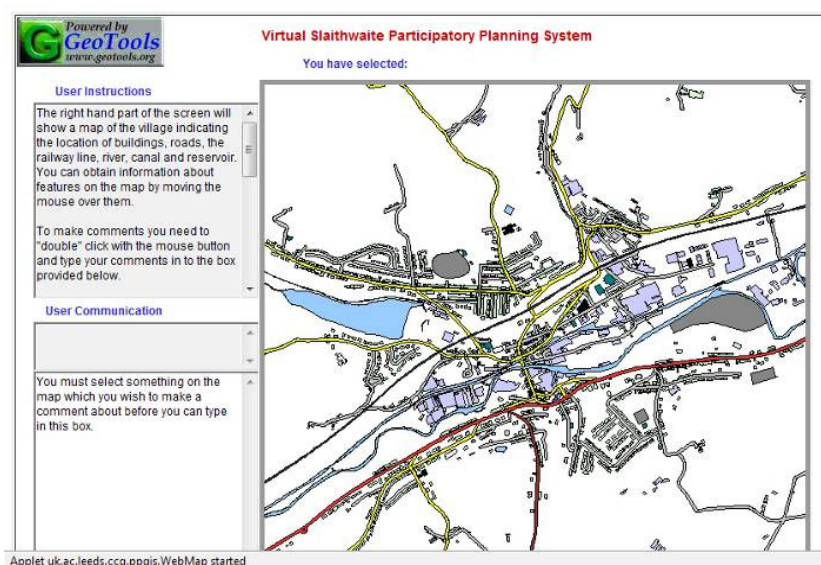 Powered by
GeoTools
www.geotools.org
Virtual Slaithwaite Participatory Planning System
You have selected:
User Instructions
The right hand part of the screen will
show a map of the village indicating
the location of buildings, roads, the
railway line, river, canal and reservoir.
You can obtain information about
features on the map by moving the
mouse over them.
To make comments you need to
"double" click with the mouse button
and type your comments in to the box
provided below.
User Communication
You must select something on the
map which you wish to make a
comment about before you can type
in this box.
Applet uk.ac.leeds.ccg.ppgis.WebMap started